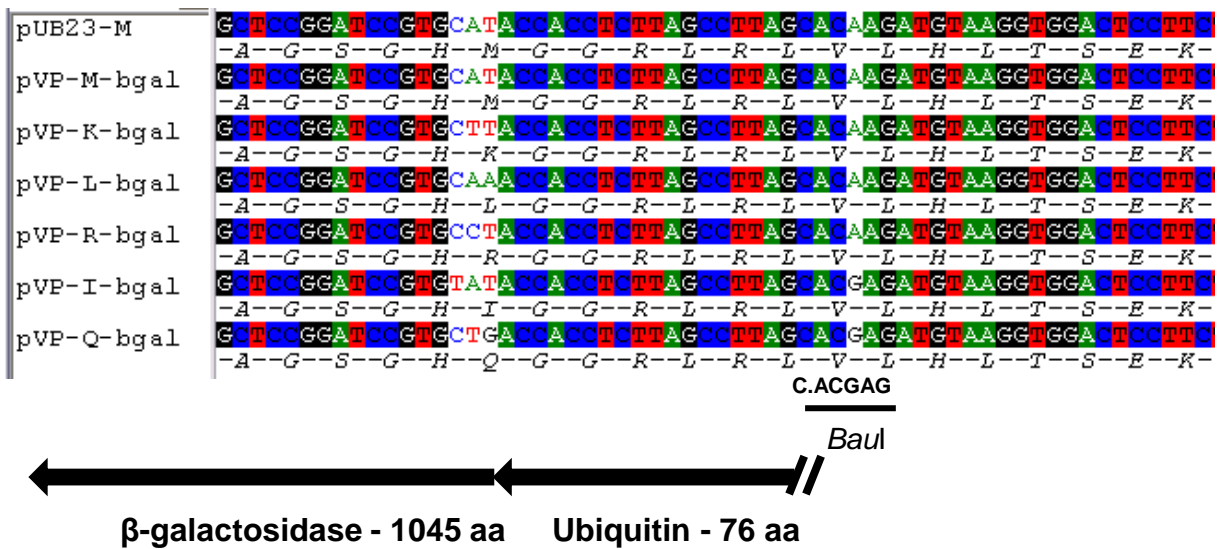 pUB23-M GCTCCGGATCCGTGCATACCACCTCTTAGCCTTAGCACAAGATGTAAGGTGGACTCCTTC
-A--G--S--G--H--M--G--G--R--L--R--L--V--L--H--L--T--S--E--K-
pVP-M-bgal GCTCCGGATCCGTGCATACCACCTCTTAGCCTTAGCACAAGATGTAAGGTGGACTCCTTC
-A--G--S--G--H--M--G--G--R--L--R--L--V--L--H--L--T--S--E--K-
pVP-K-bgal GCTCCGGATCCGTGCTTACCACCTCTTAGCCTTAGCACAAGATGTAAGGTGGACTCCTTC
-A--G--S--G--H--K--G--G--R--L--R--L--V--L--H--L--T--S--E--K-
pVP-L-bgal GCTCCGGATCCGTGCAAACCACCTCTTAGCCTTAGCACAAGATGTAAGGTGGACTCCTTC
-A--G--S--G--H--L--G--G--R--L--R--L--V--L--H--L--T--S--E--K-
pVP-R-bgal GCTCCGGATCCGTGCCTACCACCTCTTAGCCTTAGCACAAGATGTAAGGTGGACTCCTTC
-A--G--S--G--H--R--G--G--R--L--R--L--V--L--H--L--T--S--E--K-
pVP-I-bgal GCTCCGGATCCGTGTATACCACCTCTTAGCCTTAGCACGAGATGTAAGGTGGACTCCTTC
-A--G--S--G--H--I--G--G--R--L--R--L--V--L--H--L--T--S--E--K-
pVP-Q-bgal GCTCCGGATCCGTGCTGACCACCTCTTAGCCTTAGCACGAGATGTAAGGTGGACTCCTTC
-A--G--S--G--H--Q--G--G--R--L--R--L--V--L--H--L--T--S--E--K-
C.ACGAG
BauI
β-galactosidase - 1045 aa Ubiquitin - 76 aa